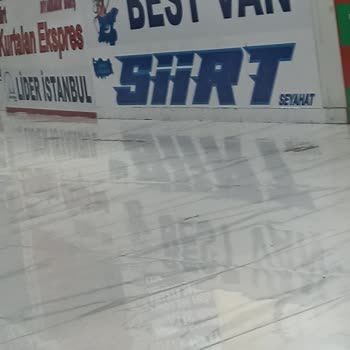 Kurtalan Ekspres
LİDER İSTANBUL
BEST VAN
SİİRT
SEYAHAT